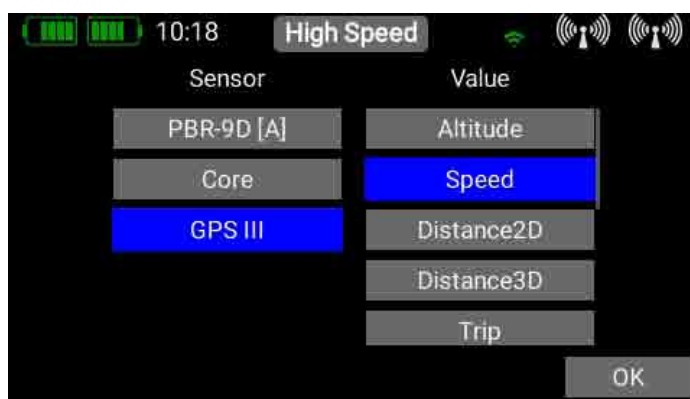 10:18 High Speed
Sensor Value
PBR-9D [A] Altitude
Core Speed
GPS III Distance2D
Distance3D
Trip
OK